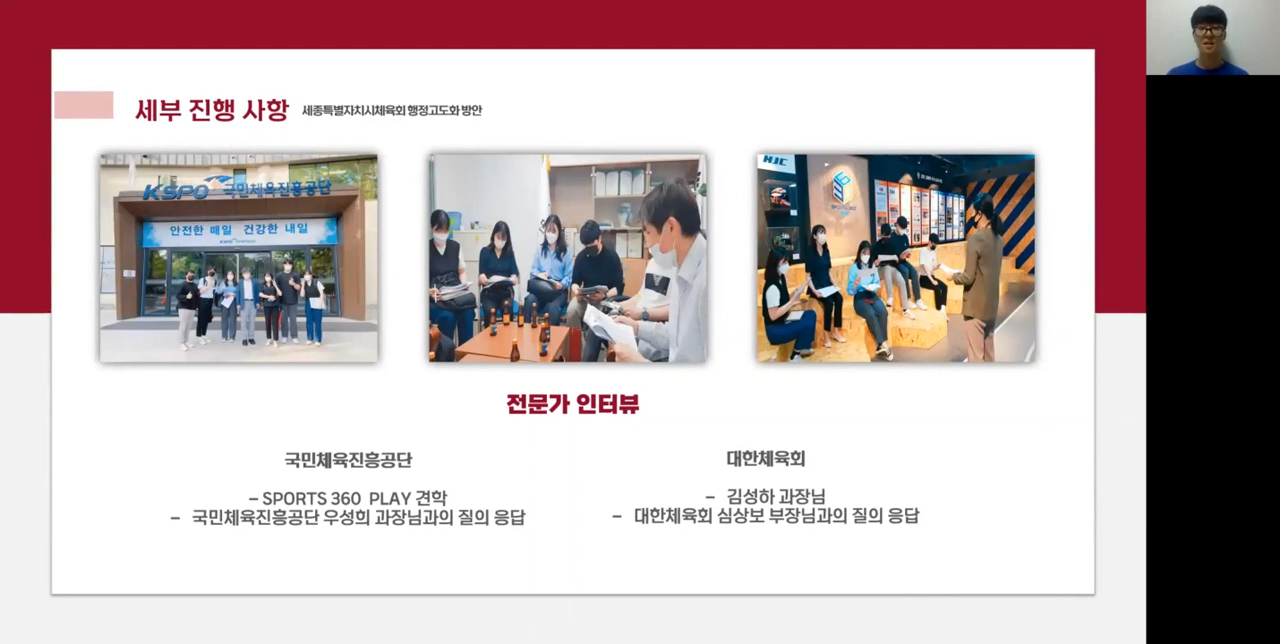 세부 진행 사항 세종특별자치시체육회 행정고도화 방안
KSPO 국민체육진흥공단
안전한 매일 건강한 내일
HJC
전문가 인터뷰
국민체육진흥공단
– SPORTS 360 PLAY 견학
– 국민체육진흥공단 우성희 과장님과의 질의 응답
대한체육회
– 김성하 과장님
– 대한체육회 심상보 부장님과의 질의 응답